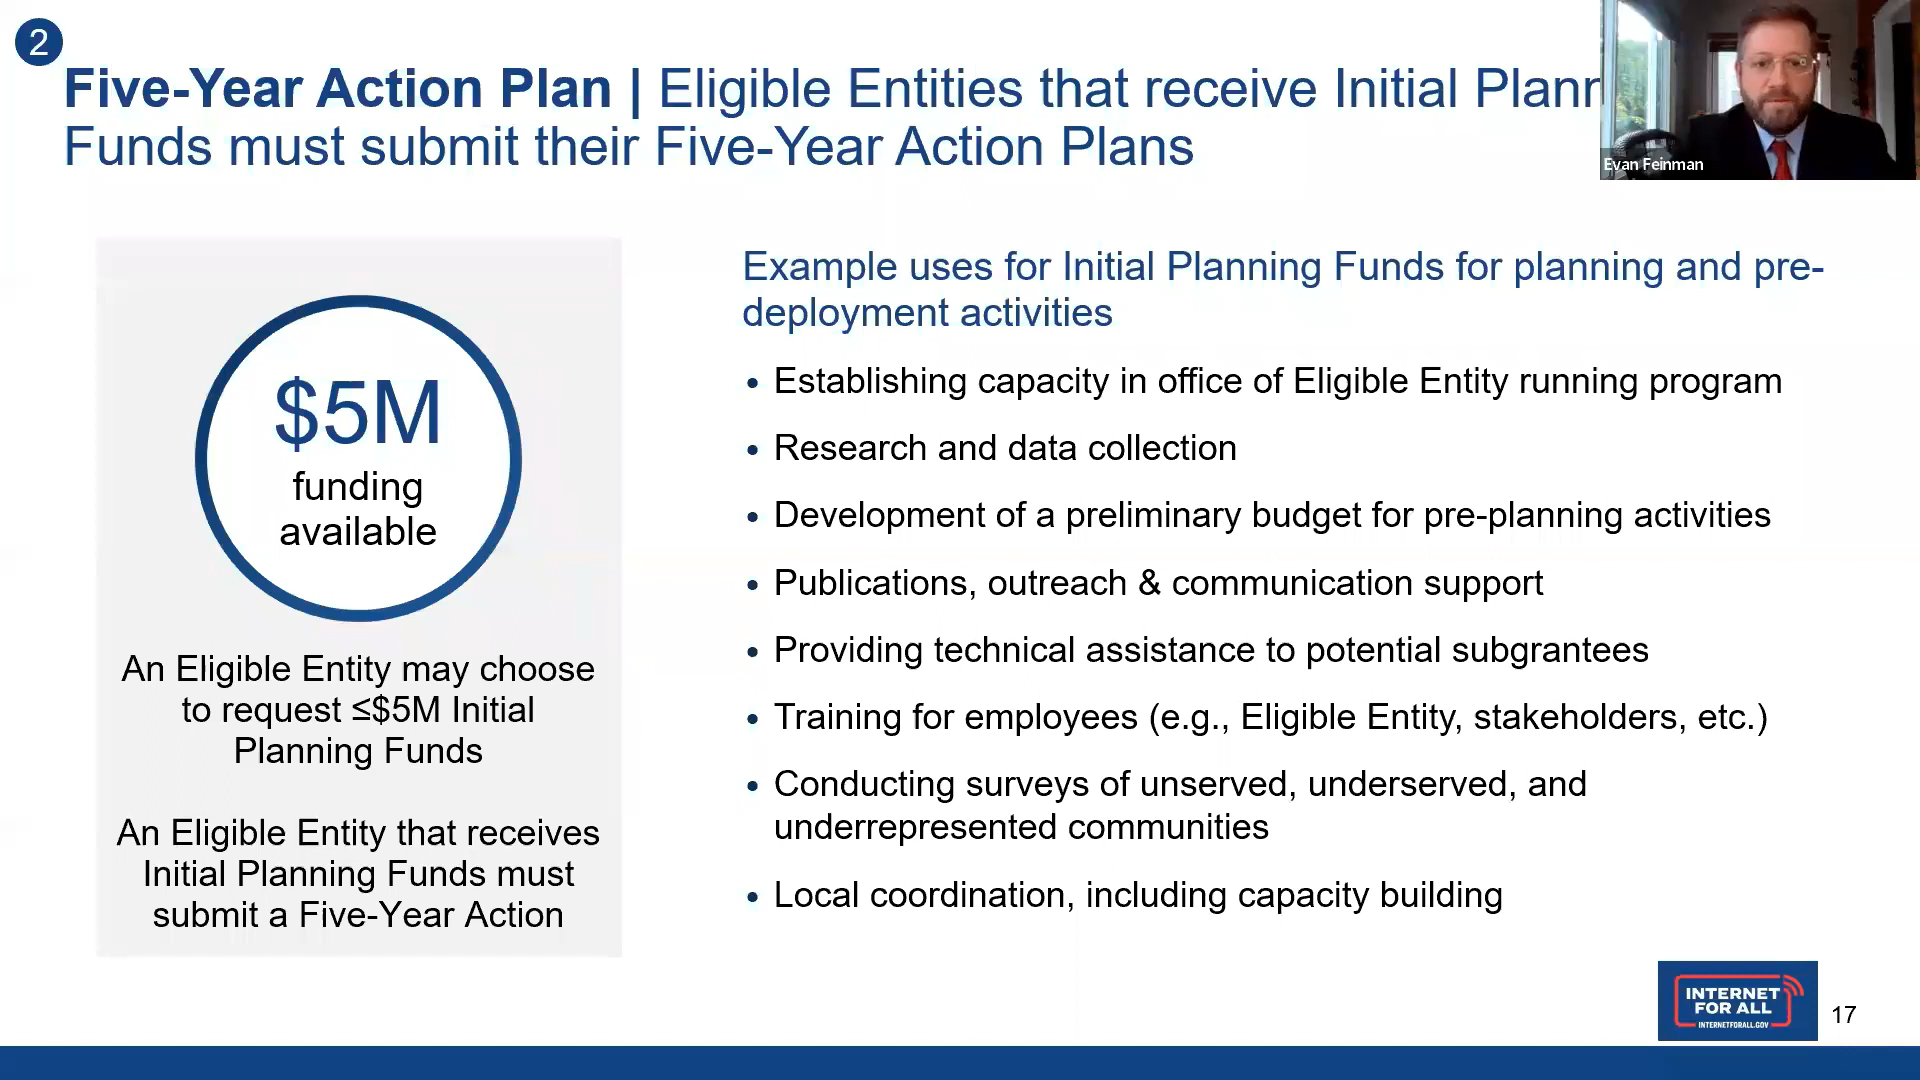 2
Five-Year Action Plan | Eligible Entities that receive Initial Plann
Funds must submit their Five-Year Action Plans
Evan Feinman
$5M
funding
available
An Eligible Entity may choose
to request ≤$5M Initial
Planning Funds
An Eligible Entity that receives
Initial Planning Funds must
submit a Five-Year Action
Example uses for Initial Planning Funds for planning and pre-
deployment activities
• Establishing capacity in office of Eligible Entity running program
• Research and data collection
• Development of a preliminary budget for pre-planning activities
• Publications, outreach & communication support
• Providing technical assistance to potential subgrantees
• Training for employees (e.g., Eligible Entity, stakeholders, etc.)
• Conducting surveys of unserved, underserved, and
underrepresented communities
• Local coordination, including capacity building
INTERNET
FOR ALL
INTERNETFORALL.GOV
17